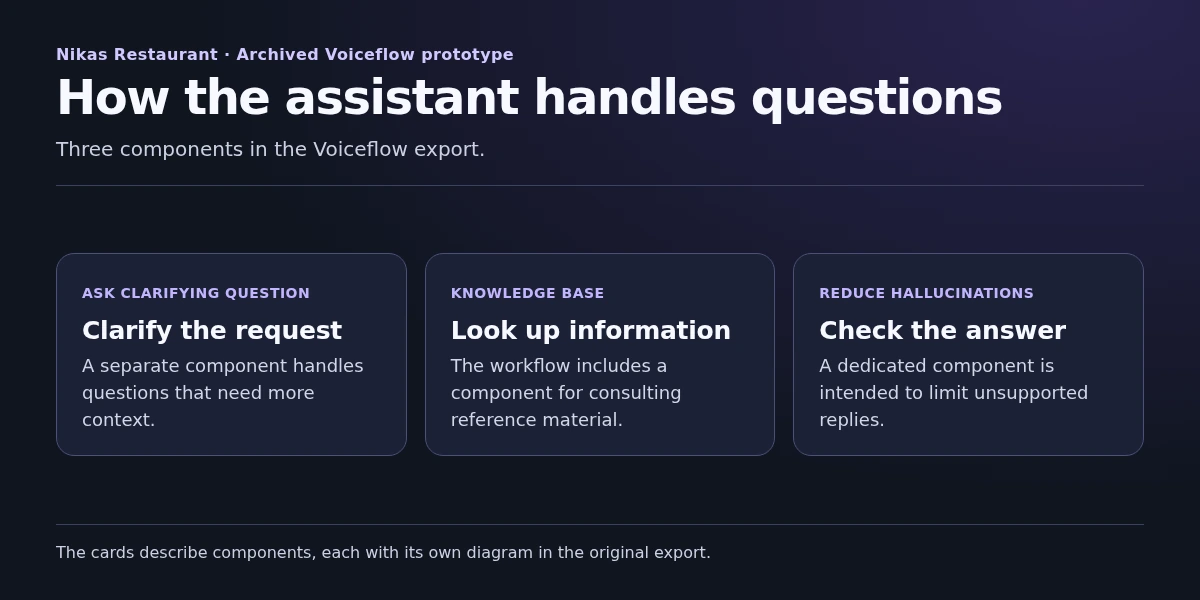 Nikas Restaurant · Archived Voiceflow prototype
How the assistant handles questions
Three components in the Voiceflow export.
ASK CLARIFYING QUESTION
Clarify the request
A separate component handles
questions that need more
context.
KNOWLEDGE BASE
Look up information
The workflow includes a
component for consulting
reference material.
REDUCE HALLUCINATIONS
Check the answer
A dedicated component is
intended to limit unsupported
replies.
The cards describe components, each with its own diagram in the original export.